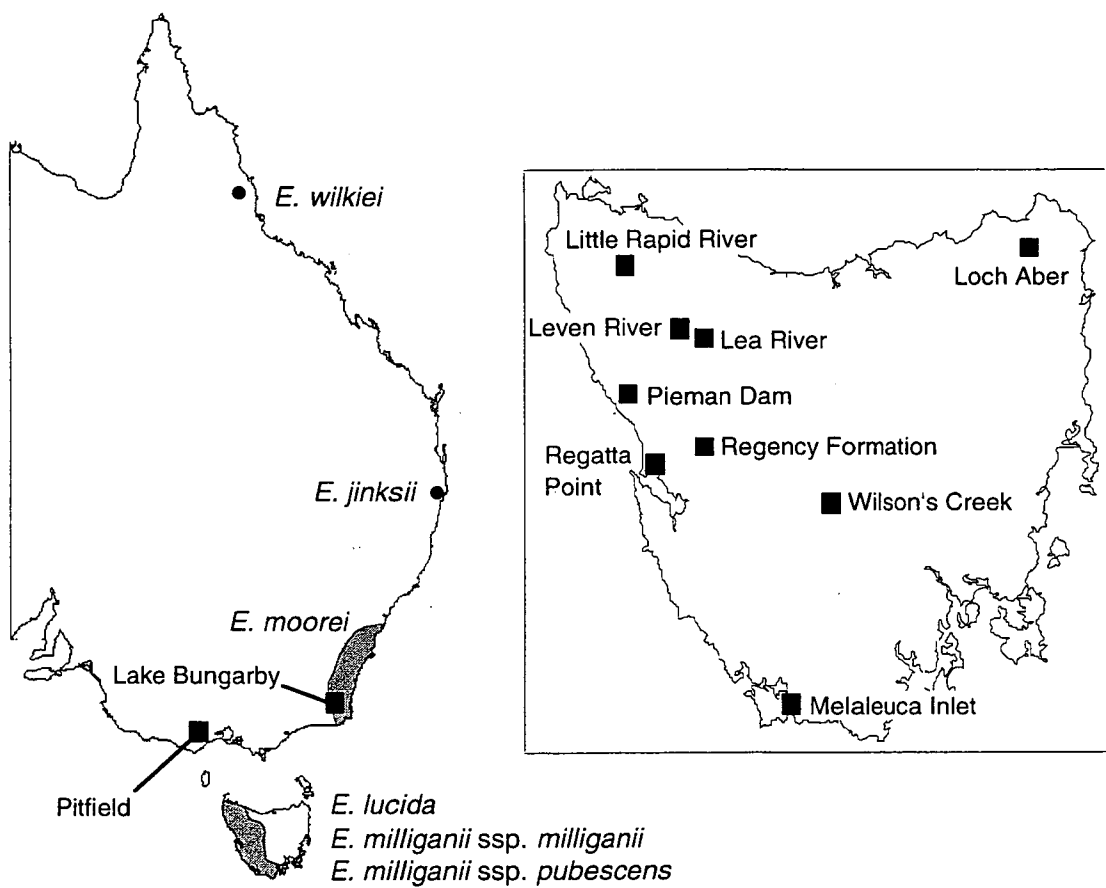 E. wilkiei
E. jinksii
E. moorei
Lake Bungarby
Pitfield
E. lucida
E. milliganii ssp. milliganii
E. milliganii ssp. pubescens
Little Rapid River
Loch Aber
Leven River
Lea River
Pieman Dam
Regatta
Point
Regency Formation
Wilson's Creek
Melaleuca Inlet